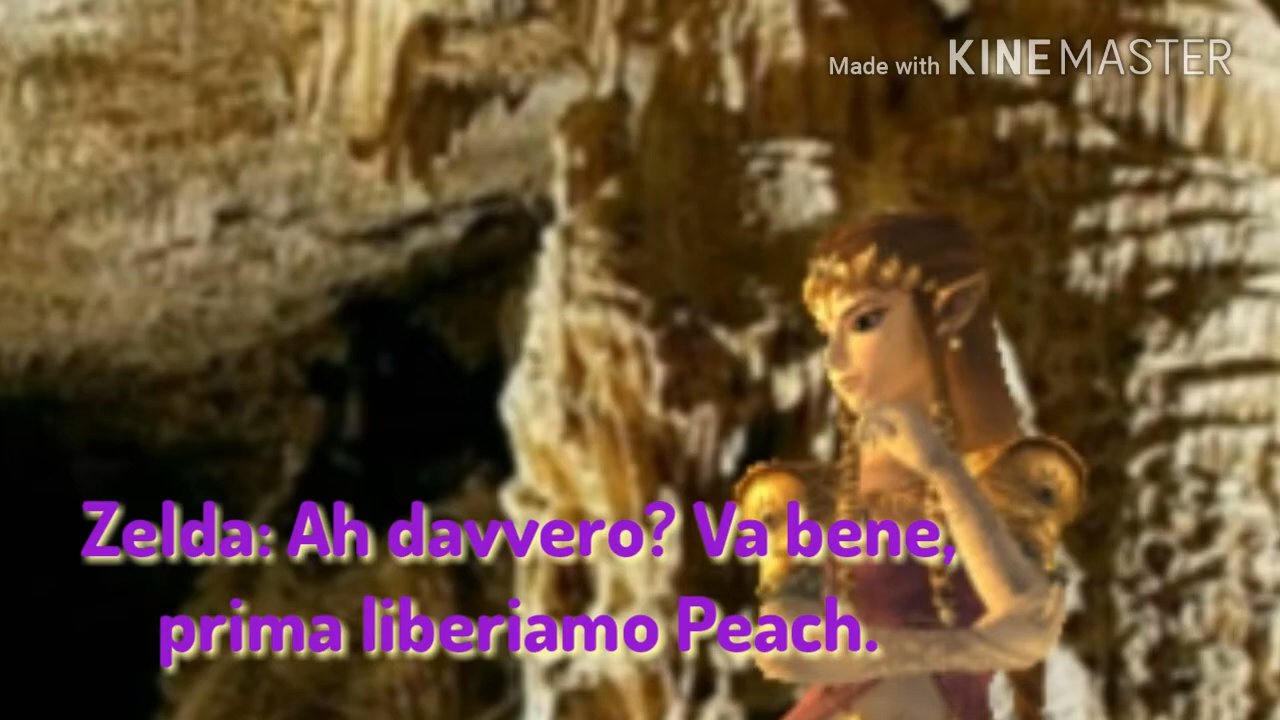 Made with KINEMASTER
Zelda: Ah davvero? Va bene,
prima liberiamo Peach.